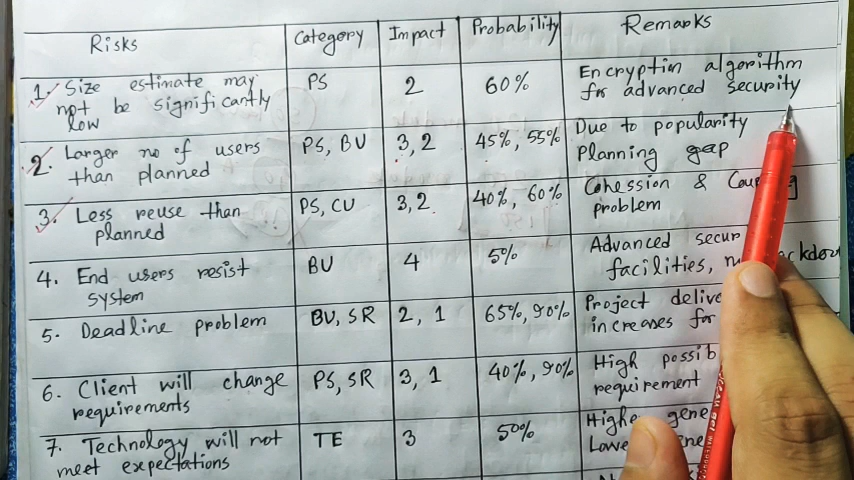 Risks Category Impact Probability Remarks
1. Size estimate may PS 2 60% Encryption algorithm
not be significantly for advanced security
low
2. Larger no of users PS, BU 3, 2 45%, 55% Due to popularity
than planned Planning gap
3. Less reuse than PS, CU 3, 2 40%, 60% Cohession &
planned problem
4. End users resist BU 4 5% Advanced
system facilities,
5. Deadline problem BU, SR 2, 1 65%, 90% Project
increases for
6. Client will change PS, SR 3, 1 40%, 90% High
requirements requirement
7. Technology will not TE 3 50%
meet expectations